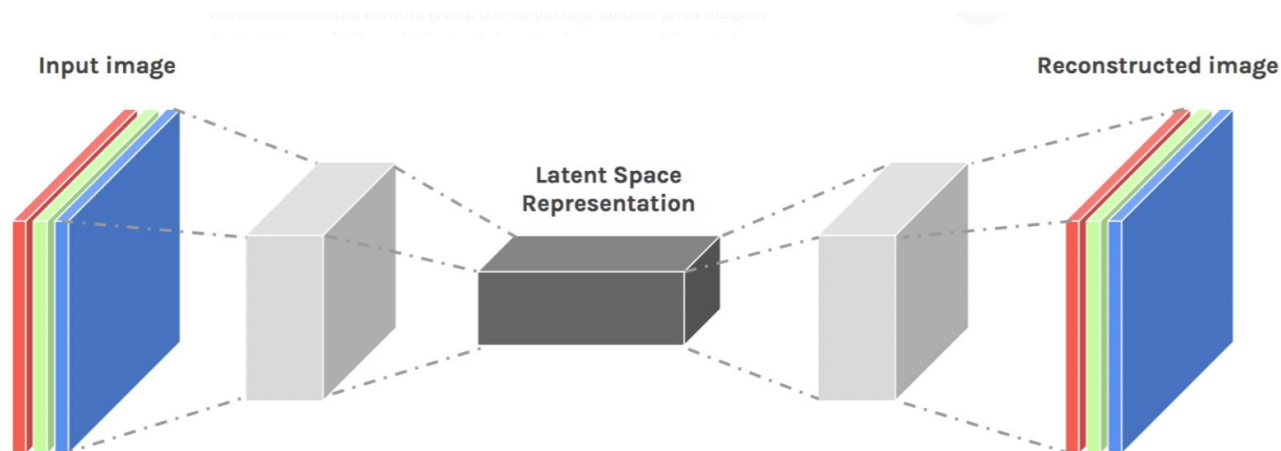 Input image
Reconstructed image
Latent Space
Representation